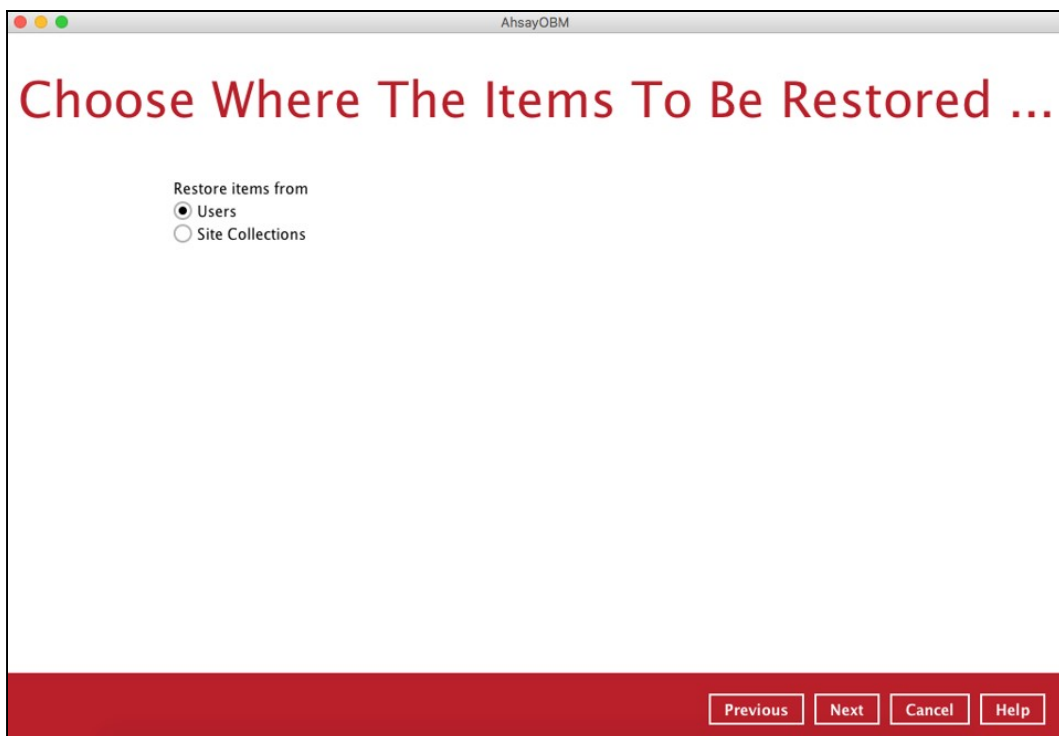 AhsayOBM
Choose Where The Items To Be Restored ...
Restore items from
Users
Site Collections
Previous Next Cancel Help